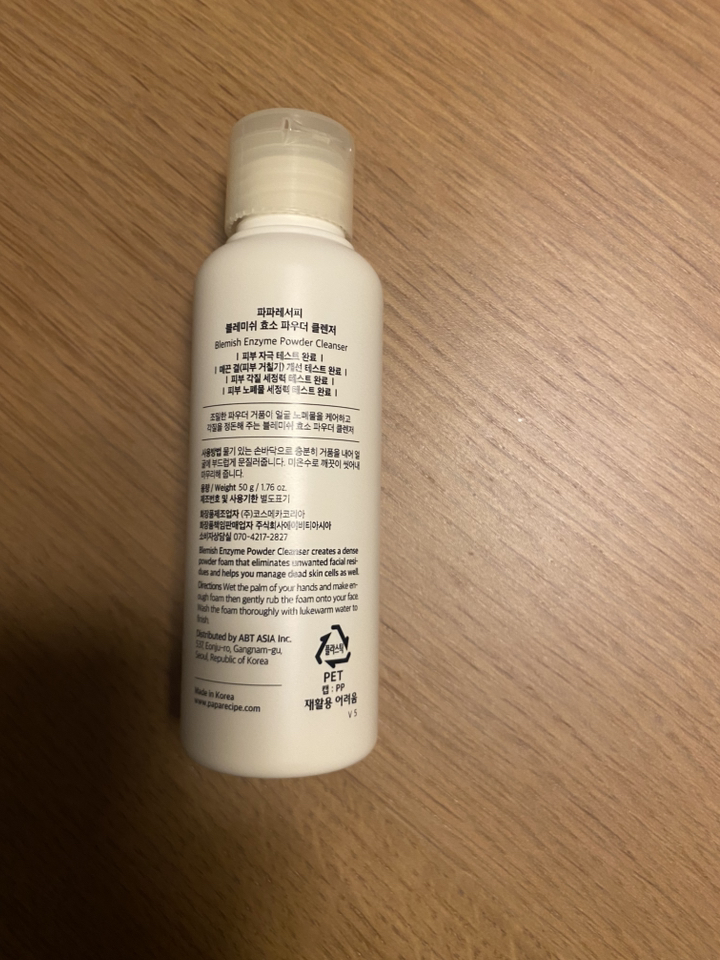 파파레서피
블레미쉬 효소 파우더 클렌저
Blemish Enzyme Powder Cleanser
| 피부 자극 테스트 완료 |
| 매끈 결(피부 거칠기) 개선 테스트 완료 |
| 피부 각질 세정력 테스트 완료 |
| 피부 노폐물 세정력 테스트 완료 |
조밀한 파우더 거품이 얼굴 노폐물을 케어하고
각질을 정돈해 주는 블레미쉬 효소 파우더 클렌저
사용방법 물기 있는 손바닥으로 충분히 거품을 내어 얼
굴에 부드럽게 문질러줍니다. 미온수로 깨끗이 씻어내
마무리해 줍니다.
용량 / Weight 50 g / 1.76 oz.
제조번호 및 사용기한 별도표기
화장품제조업자 (주)코스메카코리아
화장품책임판매업자 주식회사에이비티아시아
소비자상담실 070-4217-2827
Blemish Enzyme Powder Cleanser creates a dense
powder foam that eliminates unwanted facial resi-
dues and helps you manage dead skin cells as well.
Directions Wet the palm of your hands and make en-
ough foam then gently rub the foam onto your face.
Wash the foam thoroughly with lukewarm water to
finish.
Distributed by ABT ASIA Inc.
337, Eonju-ro, Gangnam-gu,
Seoul, Republic of Korea
Made in Korea
www.paparecipe.com
플라스틱
PET
캡 : PP
재활용 어려움
V 5